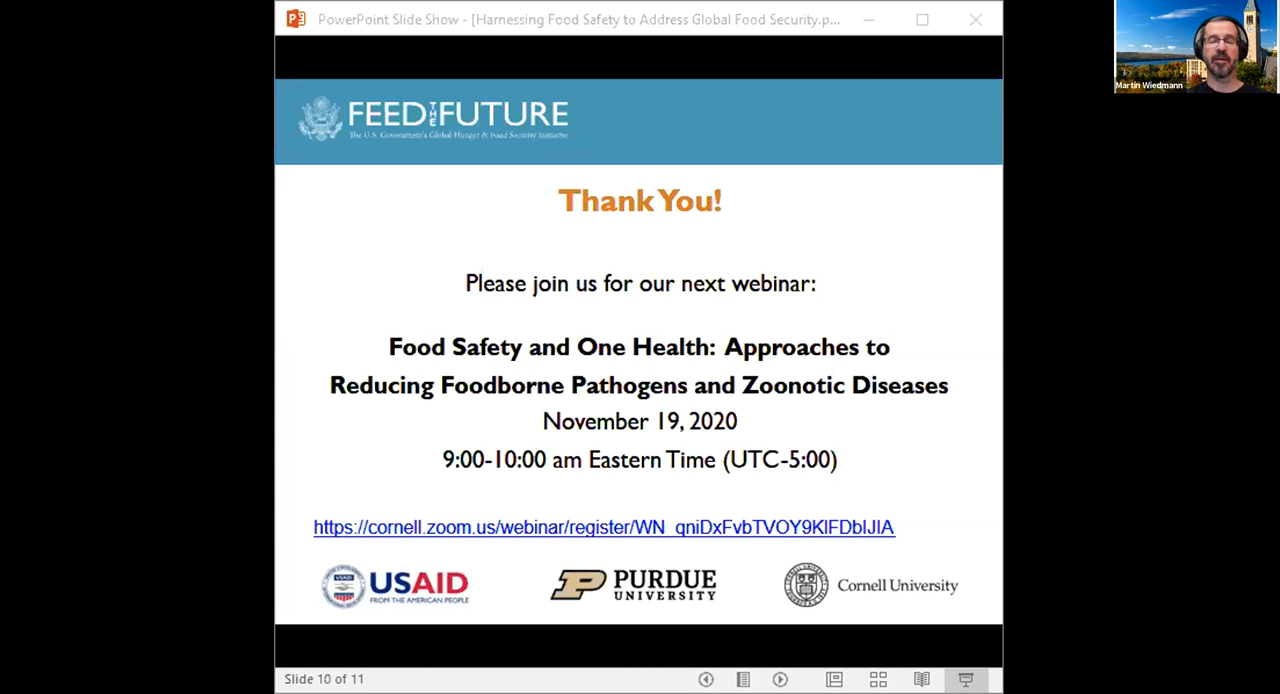 PowerPoint Slide Show - [Harnessing Food Safety to Address Global Food Security.p...
Martin Wiedmann
FEED THE FUTURE
The U.S. Government's Global Hunger & Food Security Initiative
Thank You!
Please join us for our next webinar:
Food Safety and One Health: Approaches to
Reducing Foodborne Pathogens and Zoonotic Diseases
November 19, 2020
9:00-10:00 am Eastern Time (UTC-5:00)
https://cornell.zoom.us/webinar/register/WN_qniDxFvbTVOY9KlFDbIJIA
USAID
FROM THE AMERICAN PEOPLE
PURDUE
UNIVERSITY
Cornell University
Slide 10 of 11